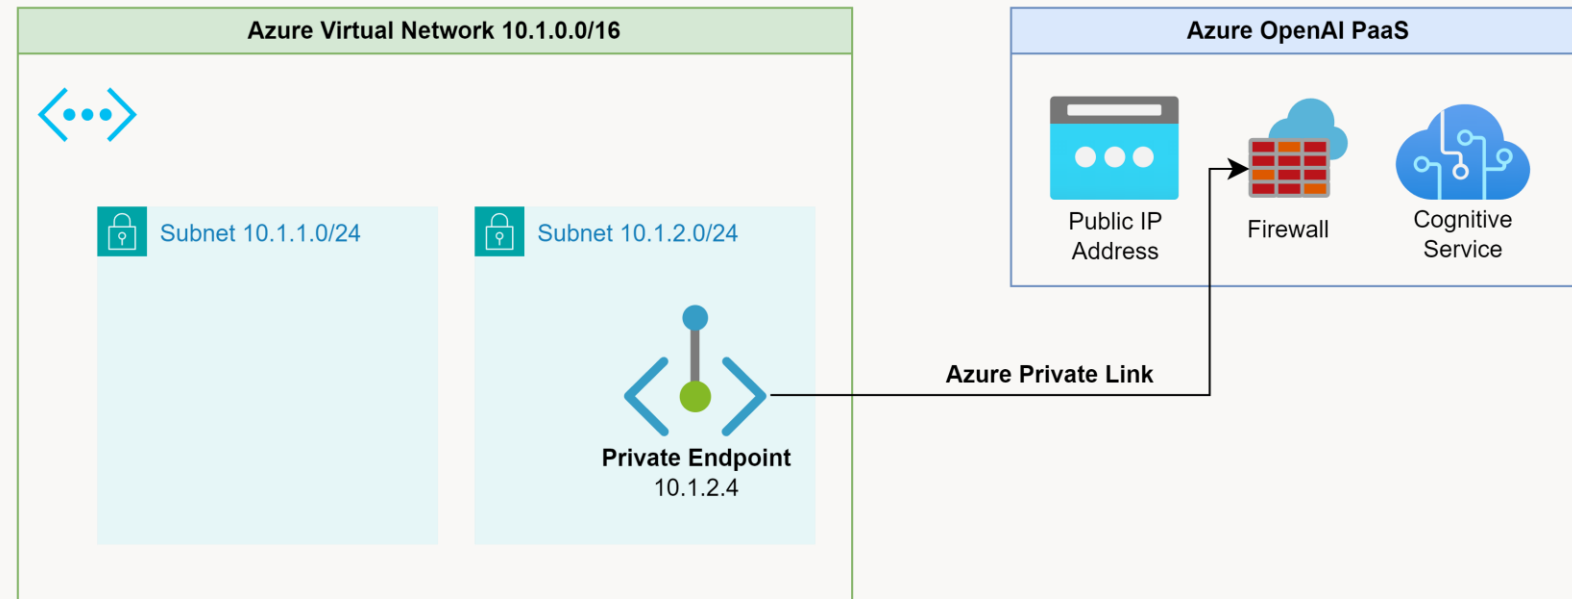 Azure Virtual Network 10.1.0.0/16
Azure OpenAI PaaS
Public IP
Address
Firewall
Cognitive
Service
Subnet 10.1.1.0/24
Subnet 10.1.2.0/24
Azure Private Link
Private Endpoint
10.1.2.4